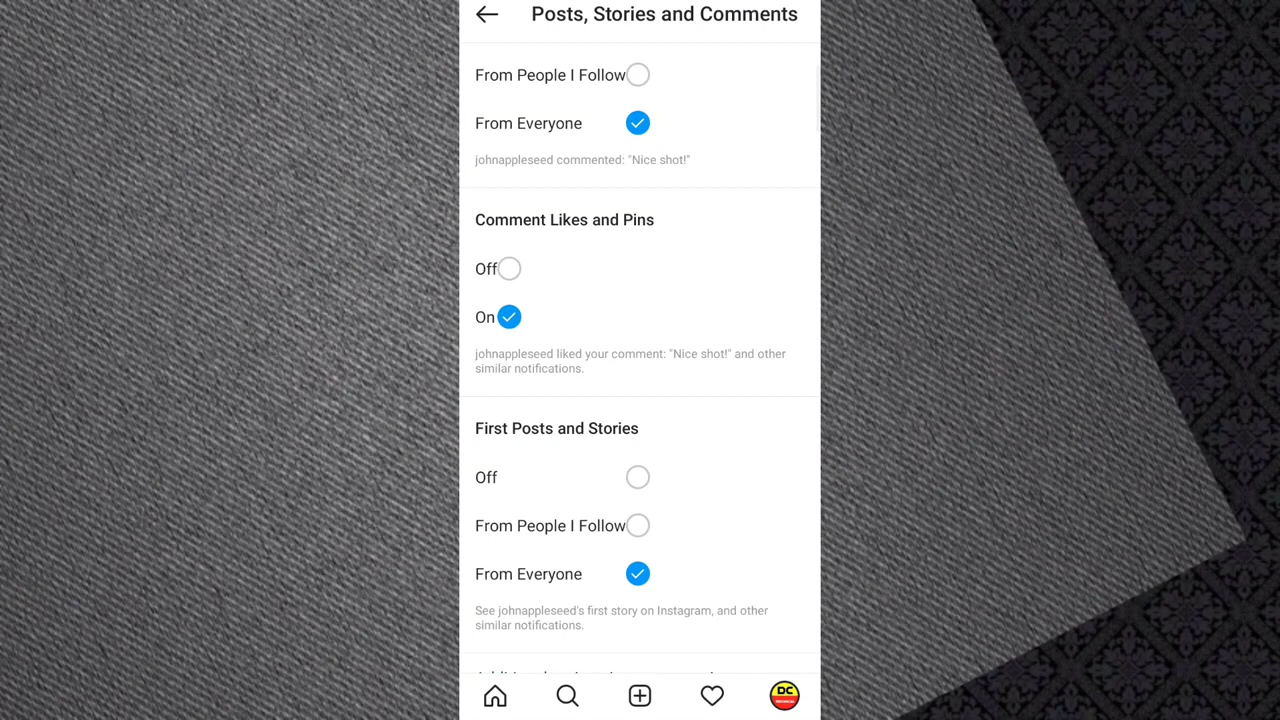 Posts, Stories and Comments
From People I Follow
From Everyone
johnappleseed commented: "Nice shot!"
Comment Likes and Pins
Off
On
johnappleseed liked your comment: "Nice shot!" and other
similar notifications.
First Posts and Stories
Off
From People I Follow
From Everyone
See johnappleseed's first story on Instagram, and other
similar notifications.
DC